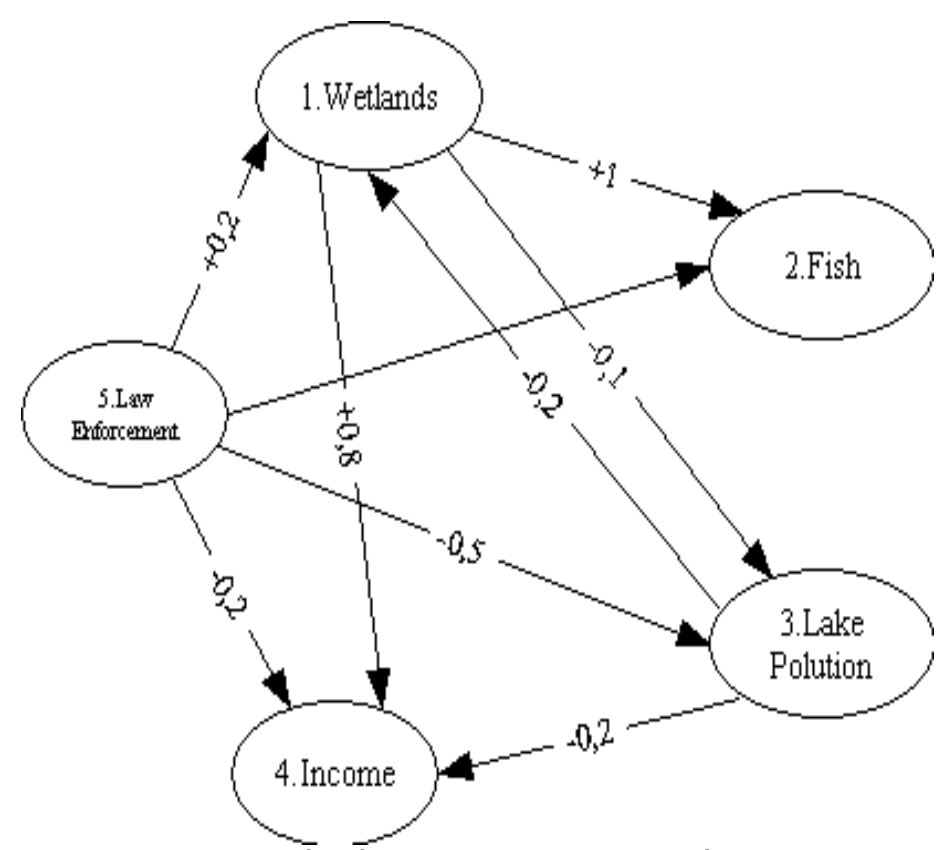 1.Wetlands
+1
2.Fish
+0,2
-0,1
-0,2
5.Law
Enforcement
+0,8
-0,5
-0,2
3.Lake
Polution
-0,2
4.Income